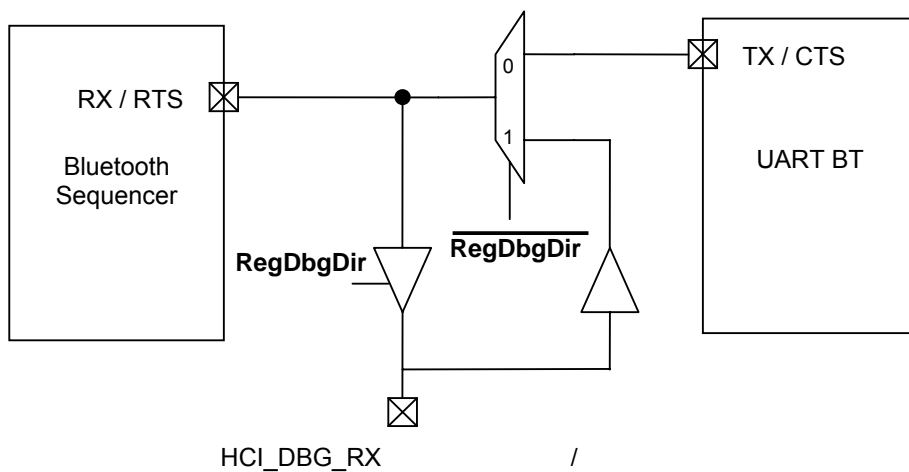 RX / RTS
Bluetooth
Sequencer
0
1
TX / CTS
UART BT
RegDbgDir
RegDbgDir
HCI_DBG_RX /